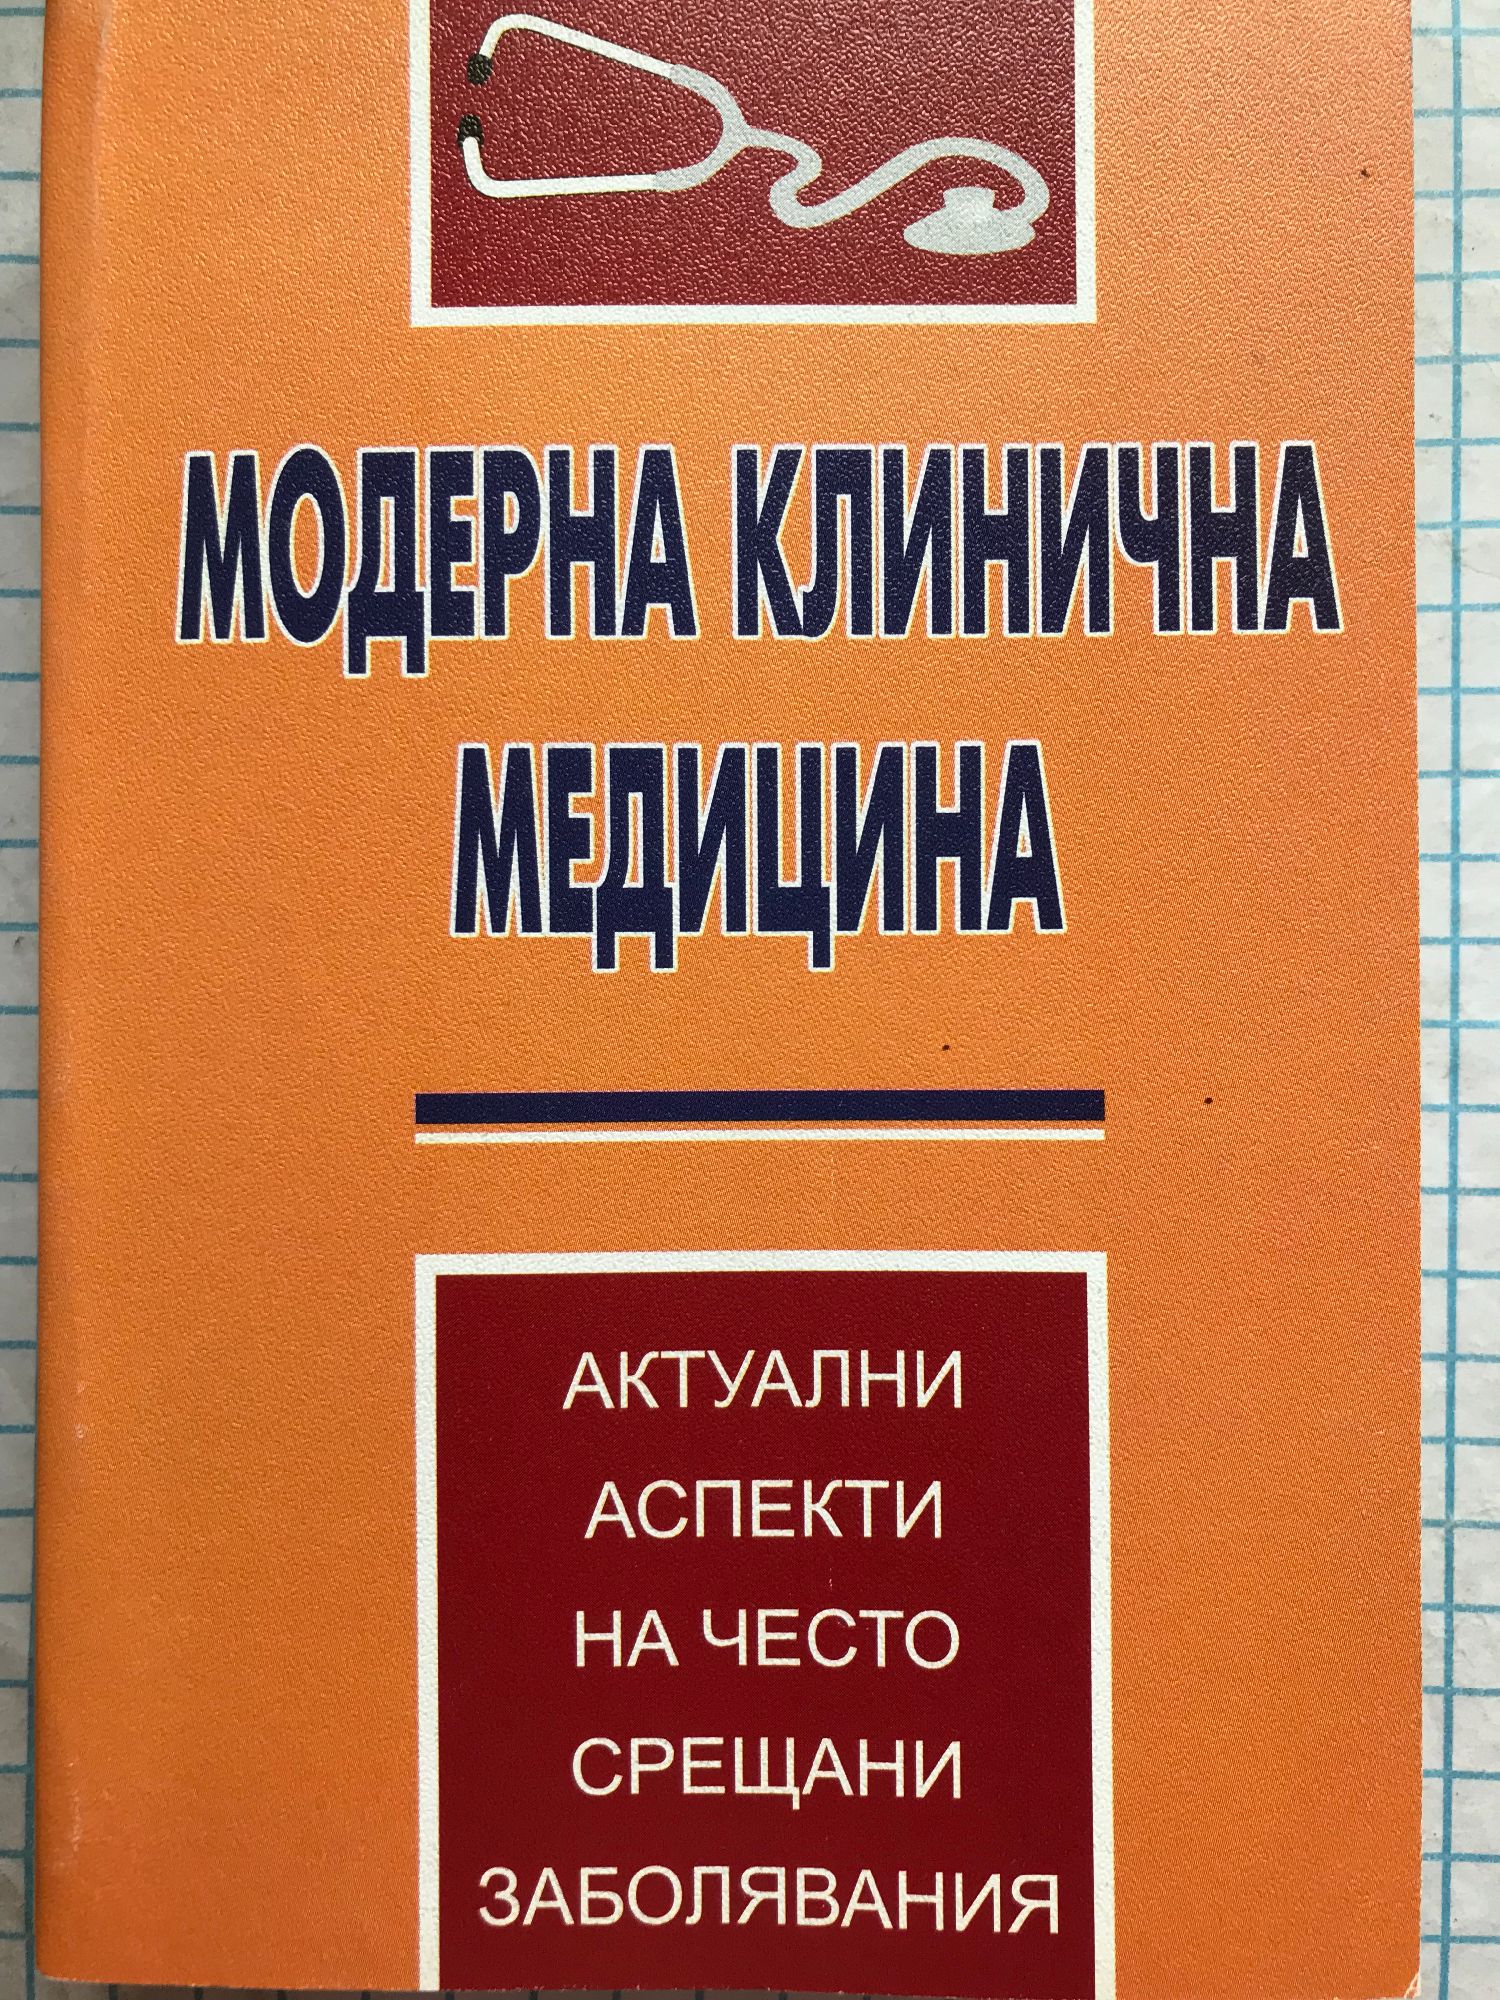 МОДЕРНА КЛИНИЧНА
МЕДИЦИНА
АКТУАЛНИ
АСПЕКТИ
НА ЧЕСТО
СРЕЩАНИ
ЗАБОЛЯВАНИЯ